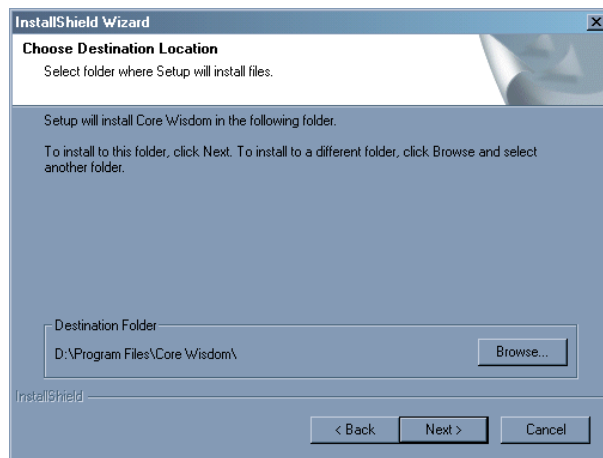 InstallShield Wizard
Choose Destination Location
Select folder where Setup will install files.
Setup will install Core Wisdom in the following folder.
To install to this folder, click Next. To install to a different folder, click Browse and select
another folder.
Destination Folder
D:\Program Files\Core Wisdom\
Browse...
InstallShield
< Back
Next >
Cancel